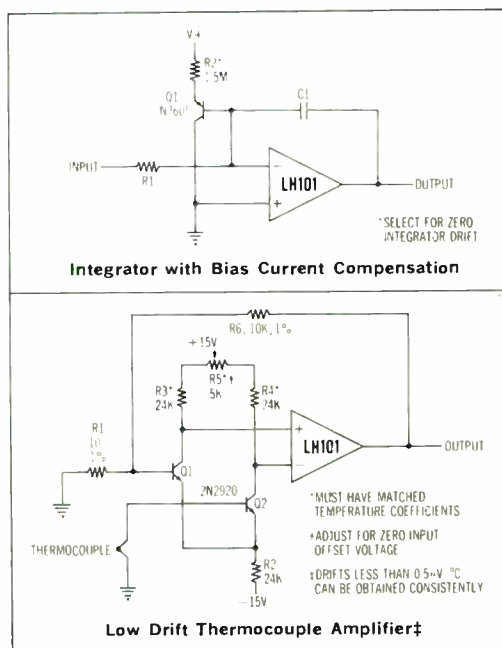 V+
R2*
Q1
C1
INPUT
R1
LH101
−
+
OUTPUT
*SELECT FOR ZERO
INTEGRATOR DRIFT
Integrator with Bias Current Compensation
R6, 10K, 1%
+15V
R3*
24K
R5*†
5K
R4*
24K
R1
10
1%
+
LH101
−
OUTPUT
Q1
2N2920
Q2
THERMOCOUPLE
R2
24K
−15V
*MUST HAVE MATCHED
TEMPERATURE COEFFICIENTS
†ADJUST FOR ZERO INPUT
OFFSET VOLTAGE
‡DRIFTS LESS THAN 0.5µV °C
CAN BE OBTAINED CONSISTENTLY
Low Drift Thermocouple Amplifier‡